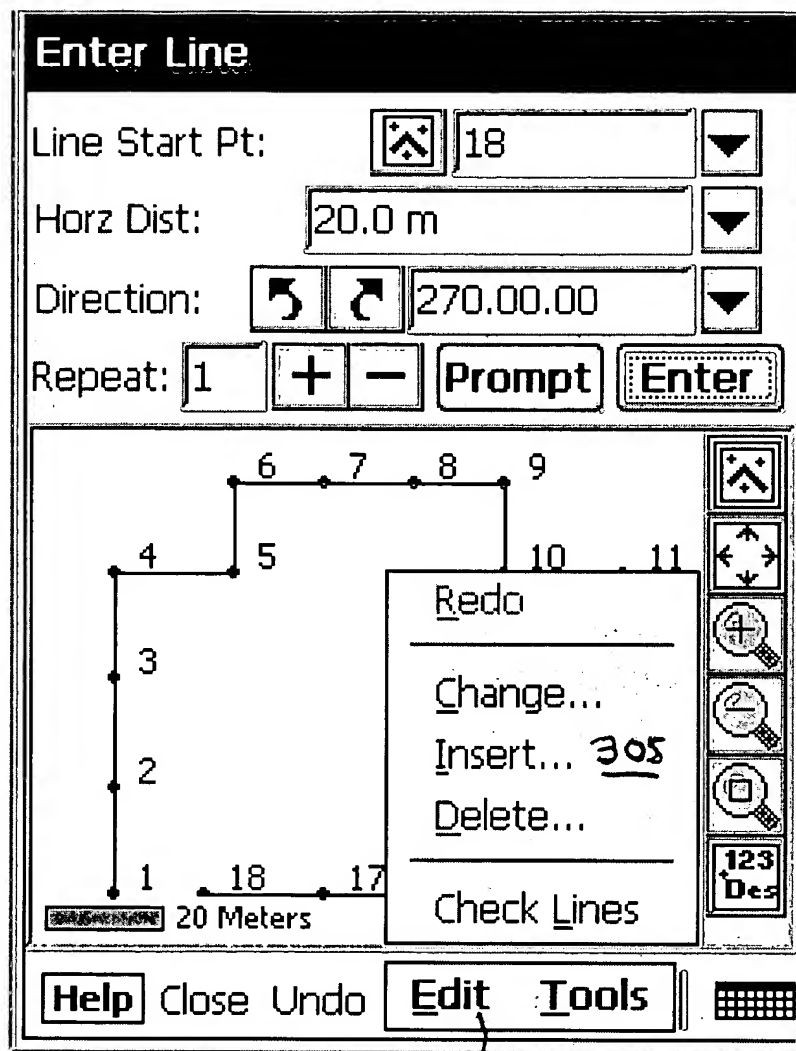 Enter Line
Line Start Pt: 18
Horz Dist: 20.0 m
Direction: 270.00.00
Repeat: 1 + − Prompt Enter
6 7 8 9
4 5 10 11
Redo
3
Change...
2 Insert... 305
Delete...
1 18 17
123
Des
Check Lines
20 Meters
Help Close Undo Edit Tools